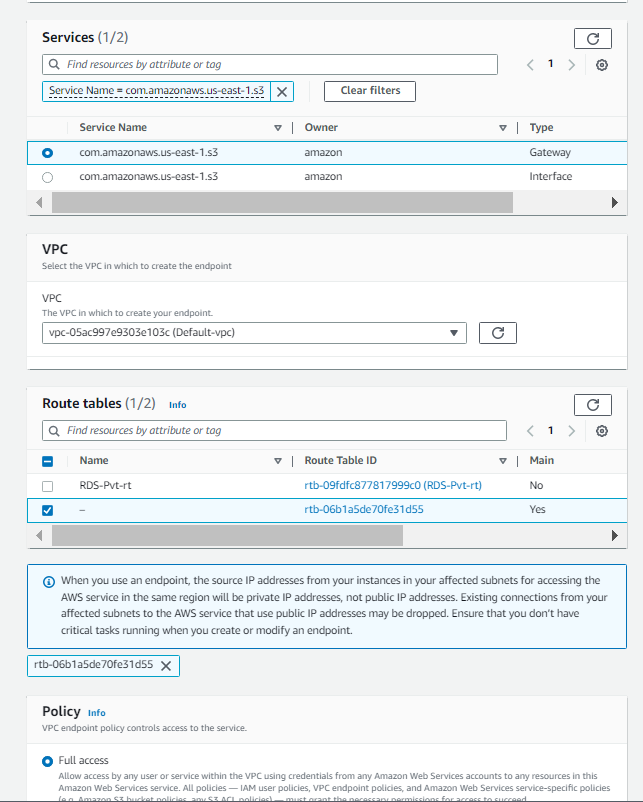 Services (1/2)
Find resources by attribute or tag
1
Service Name = com.amazonaws.us-east-1.s3
Clear filters
Service Name Owner Type
com.amazonaws.us-east-1.s3 amazon Gateway
com.amazonaws.us-east-1.s3 amazon Interface
VPC
Select the VPC in which to create the endpoint
VPC
The VPC in which to create your endpoint.
vpc-05ac997e9303e103c (Default-vpc)
Route tables (1/2) Info
Find resources by attribute or tag
1
Name Route Table ID Main
RDS-Pvt-rt rtb-09fdfc877817999c0 (RDS-Pvt-rt) No
– rtb-06b1a5de70fe31d55 Yes
When you use an endpoint, the source IP addresses from your instances in your affected subnets for accessing the
AWS service in the same region will be private IP addresses, not public IP addresses. Existing connections from your
affected subnets to the AWS service that use public IP addresses may be dropped. Ensure that you don't have
critical tasks running when you create or modify an endpoint.
rtb-06b1a5de70fe31d55
Policy Info
VPC endpoint policy controls access to the service.
Full access
Allow access by any user or service within the VPC using credentials from any Amazon Web Services accounts to any resources in this
Amazon Web Services service. All policies — IAM user policies, VPC endpoint policies, and Amazon Web Services service-specific policies
(e.g. Amazon S3 bucket policies, any S3 ACL policies) — must grant the necessary permissions for access to succeed.